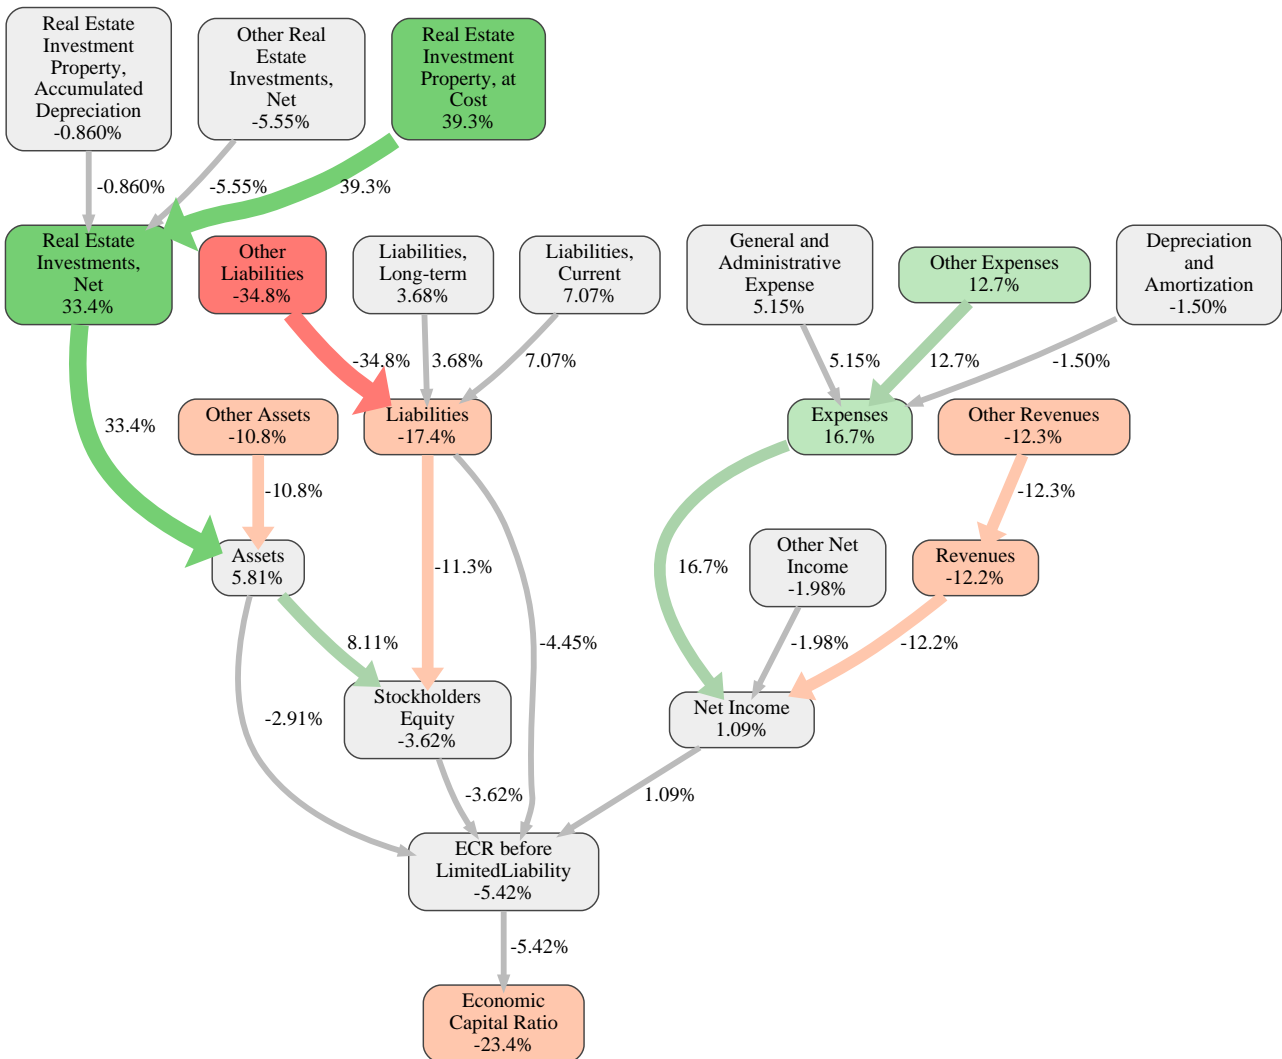 Real Estate
Investment
Property,
Accumulated
Depreciation
-0.860%
Other Real
Estate
Investments,
Net
-5.55%
Real Estate
Investment
Property, at
Cost
39.3%
-0.860%
-5.55%
39.3%
Real Estate
Investments,
Net
33.4%
Other
Liabilities
-34.8%
Liabilities,
Long-term
3.68%
Liabilities,
Current
7.07%
General and
Administrative
Expense
5.15%
Other Expenses
12.7%
Depreciation
and
Amortization
-1.50%
-34.8%
3.68%
7.07%
5.15%
12.7%
-1.50%
33.4%
Other Assets
-10.8%
Liabilities
-17.4%
Expenses
16.7%
Other Revenues
-12.3%
-10.8%
-12.3%
Assets
5.81%
-11.3%
16.7%
Other Net
Income
-1.98%
Revenues
-12.2%
8.11%
-4.45%
-1.98%
-12.2%
-2.91%
Stockholders
Equity
-3.62%
Net Income
1.09%
-3.62%
1.09%
ECR before
LimitedLiability
-5.42%
-5.42%
Economic
Capital Ratio
-23.4%